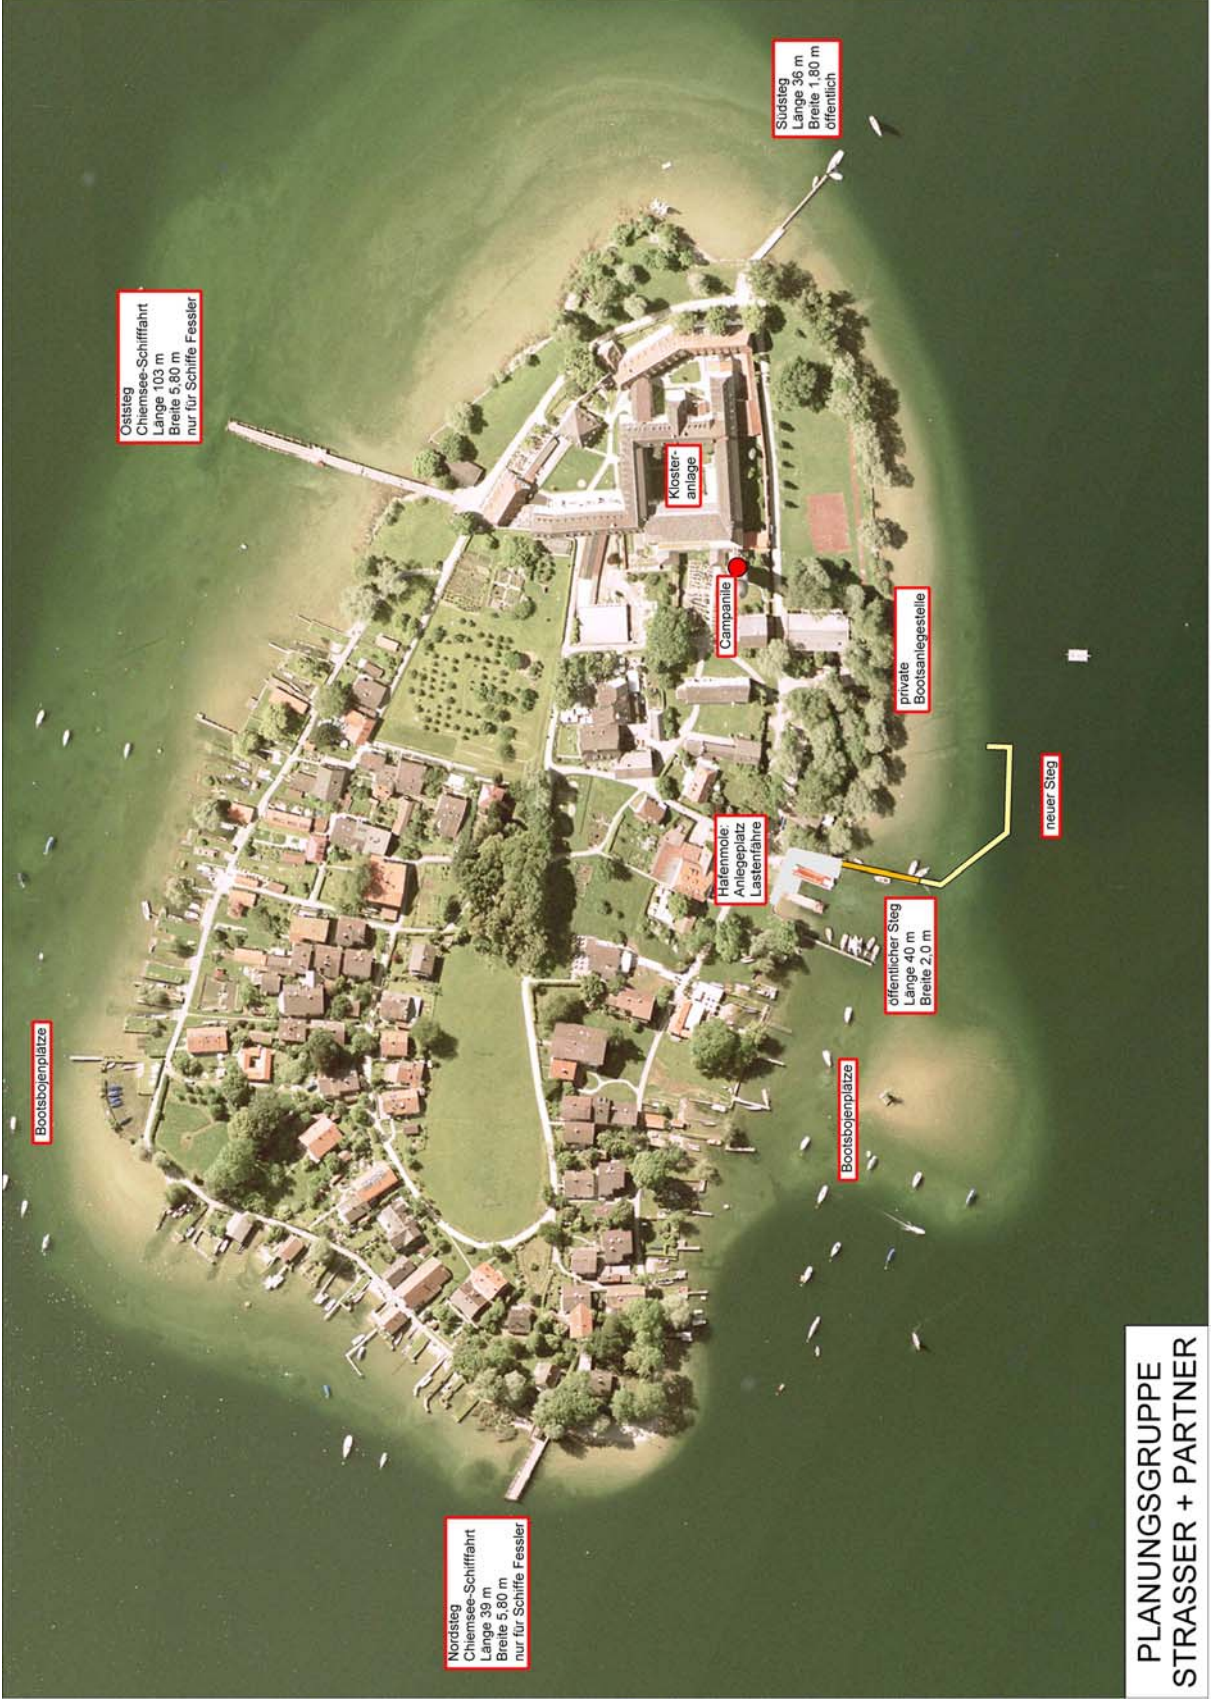 Oststeg
Chiemsee-Schifffahrt
Länge 103 m
Breite 5,80 m
nur für Schiffe Fessler
Südsteg
Länge 36 m
Breite 1,80 m
öffentlich
Bootsbojenplätze
Kloster-
anlage
Campanile
private
Bootsanlegestelle
Hafenmole:
Anlegeplatz
Lastenfähre
neuer Steg
öffentlicher Steg
Länge 40 m
Breite 2,0 m
Bootsbojenplätze
Nordsteg
Chiemsee-Schifffahrt
Länge 39 m
Breite 5,80 m
nur für Schiffe Fessler
PLANUNGSGRUPPE
STRASSER + PARTNER